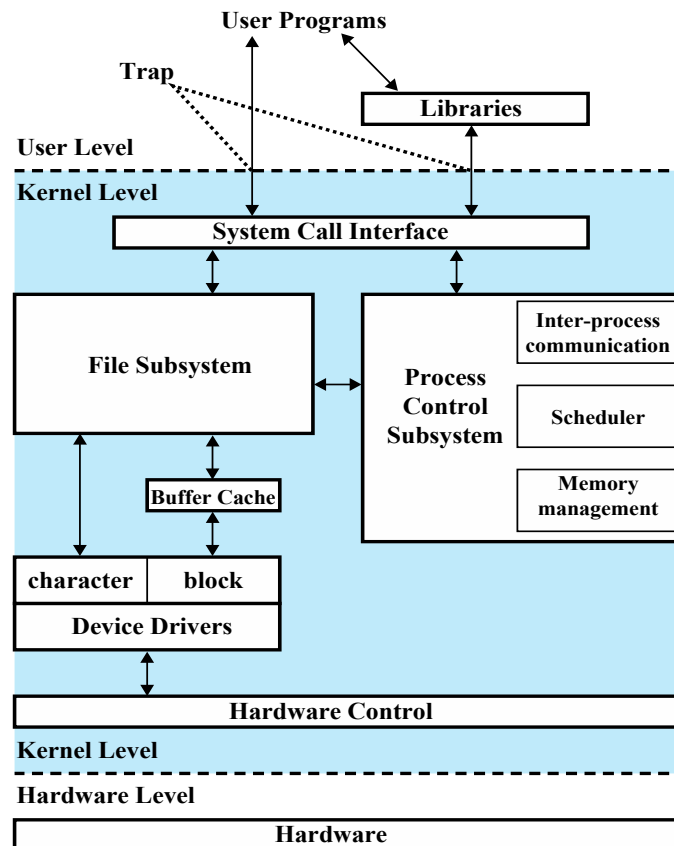 User Programs
Trap
Libraries
User Level
Kernel Level
System Call Interface
File Subsystem
Process
Control
Subsystem
Inter-process
communication
Scheduler
Memory
management
Buffer Cache
character
block
Device Drivers
Hardware Control
Kernel Level
Hardware Level
Hardware